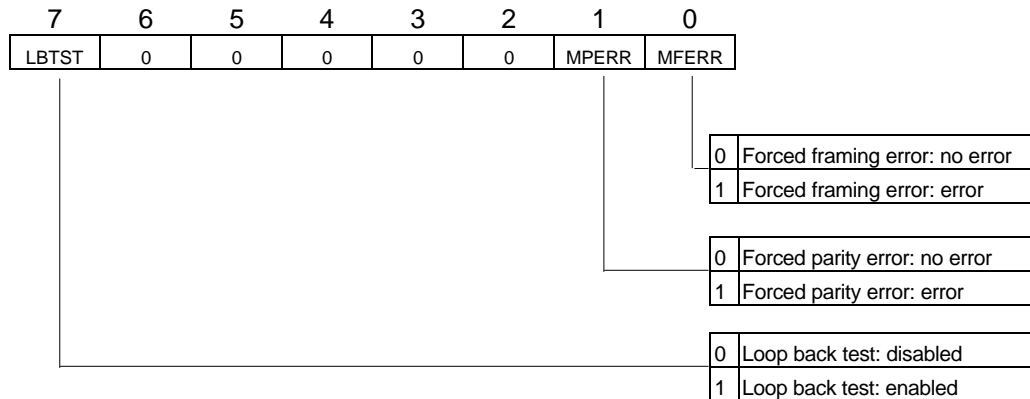 7 6 5 4 3 2 1 0
LBTST 0 0 0 0 0 MPERR MFERR
0 Forced framing error: no error
1 Forced framing error: error
0 Forced parity error: no error
1 Forced parity error: error
0 Loop back test: disabled
1 Loop back test: enabled